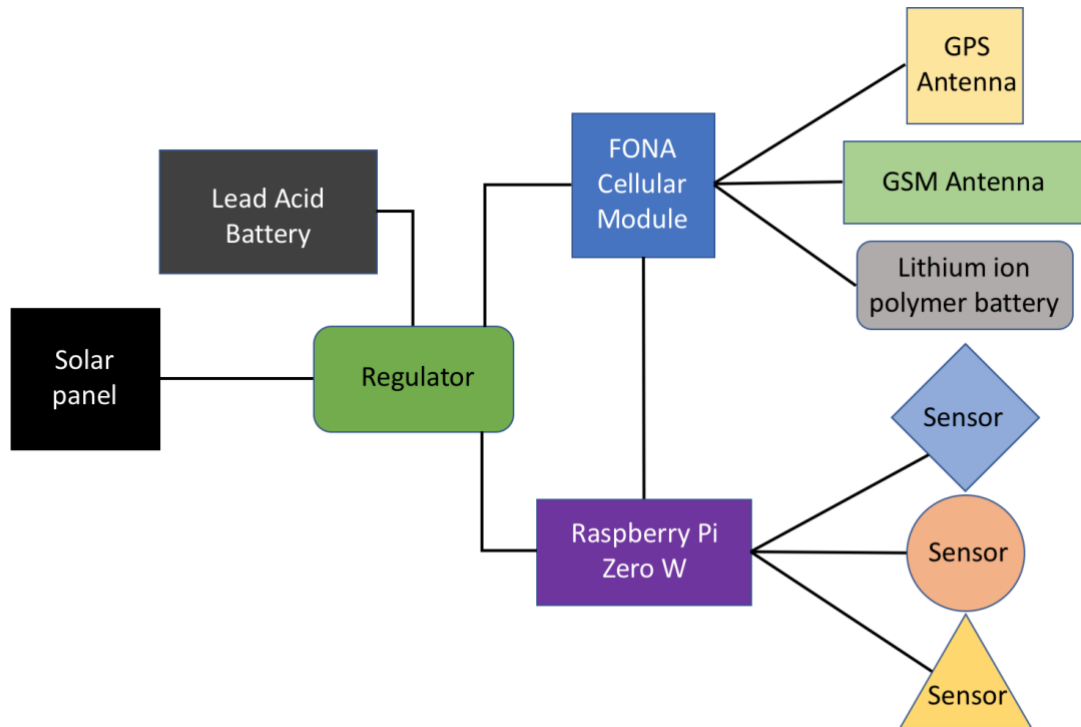 GPS
Antenna
FONA
Cellular
Module
GSM Antenna
Lead Acid
Battery
Lithium ion
polymer battery
Solar
panel
Regulator
Sensor
Raspberry Pi
Zero W
Sensor
Sensor